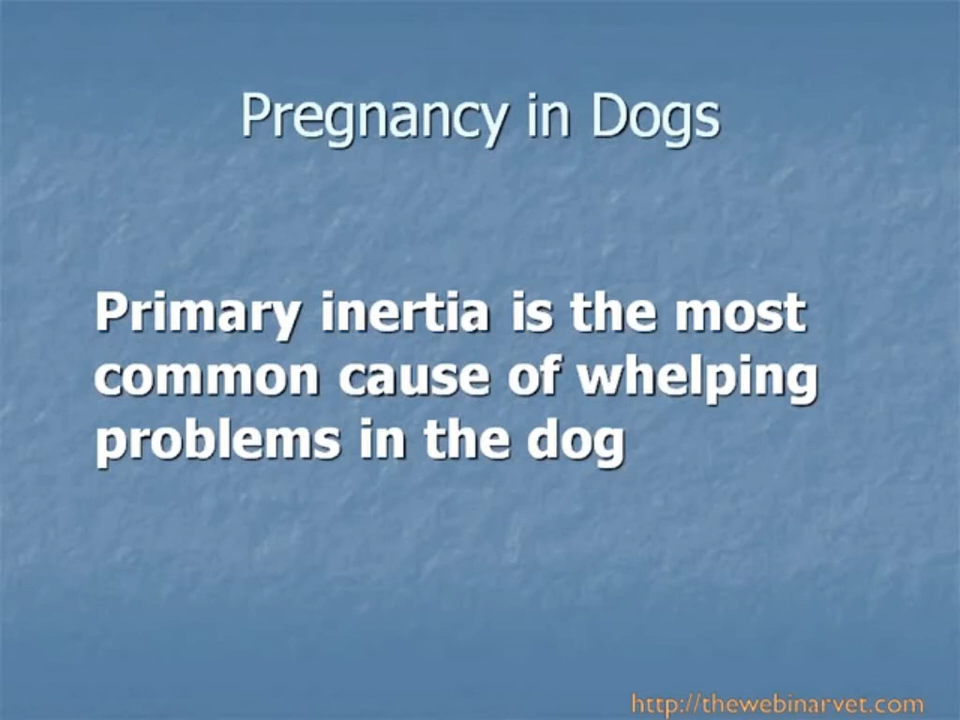 Pregnancy in Dogs
Primary inertia is the most
common cause of whelping
problems in the dog
http://thewebinarvet.com